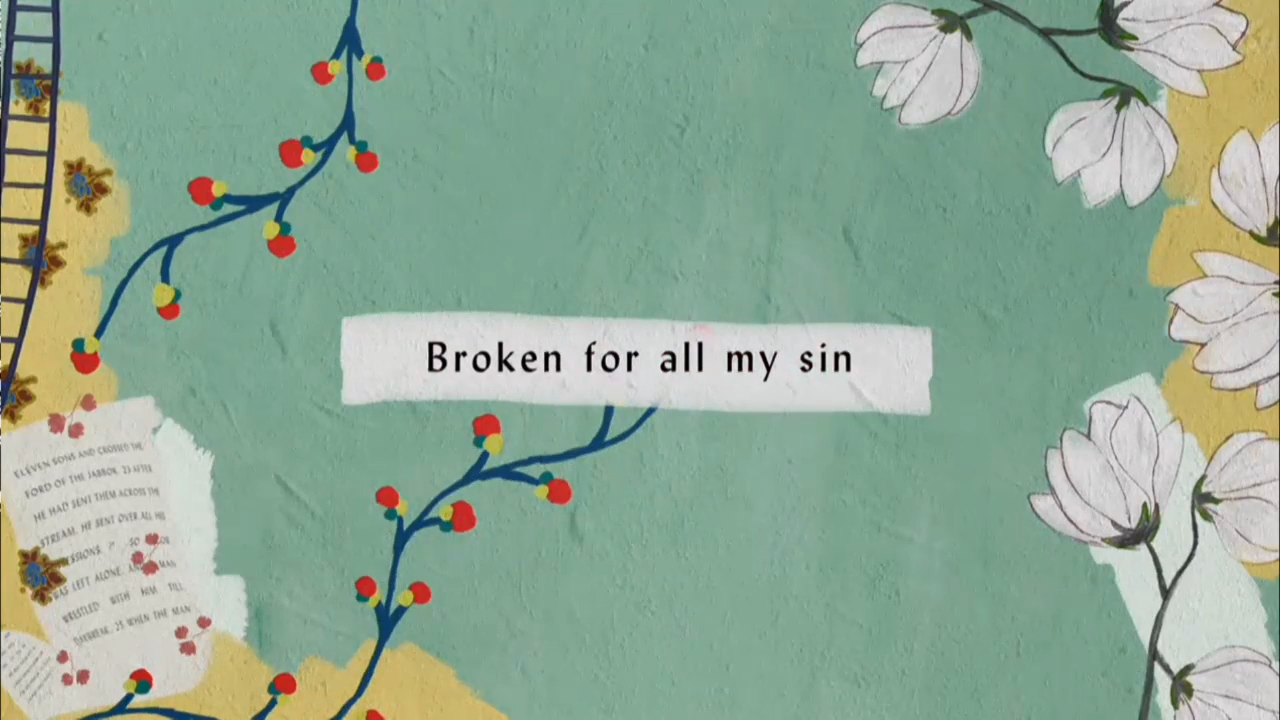 Broken for all my sin
ELEVEN SONS AND CROSSED THE
FORD OF THE JABBOK. 23 AFTER
HE HAD SENT THEM ACROSS THE
STREAM, HE SENT OVER ALL HIS
SO
WAS LEFT ALONE, MAN
WRESTLED WITH HIM TILL
DAYBREAK. 25 WHEN THE MAN